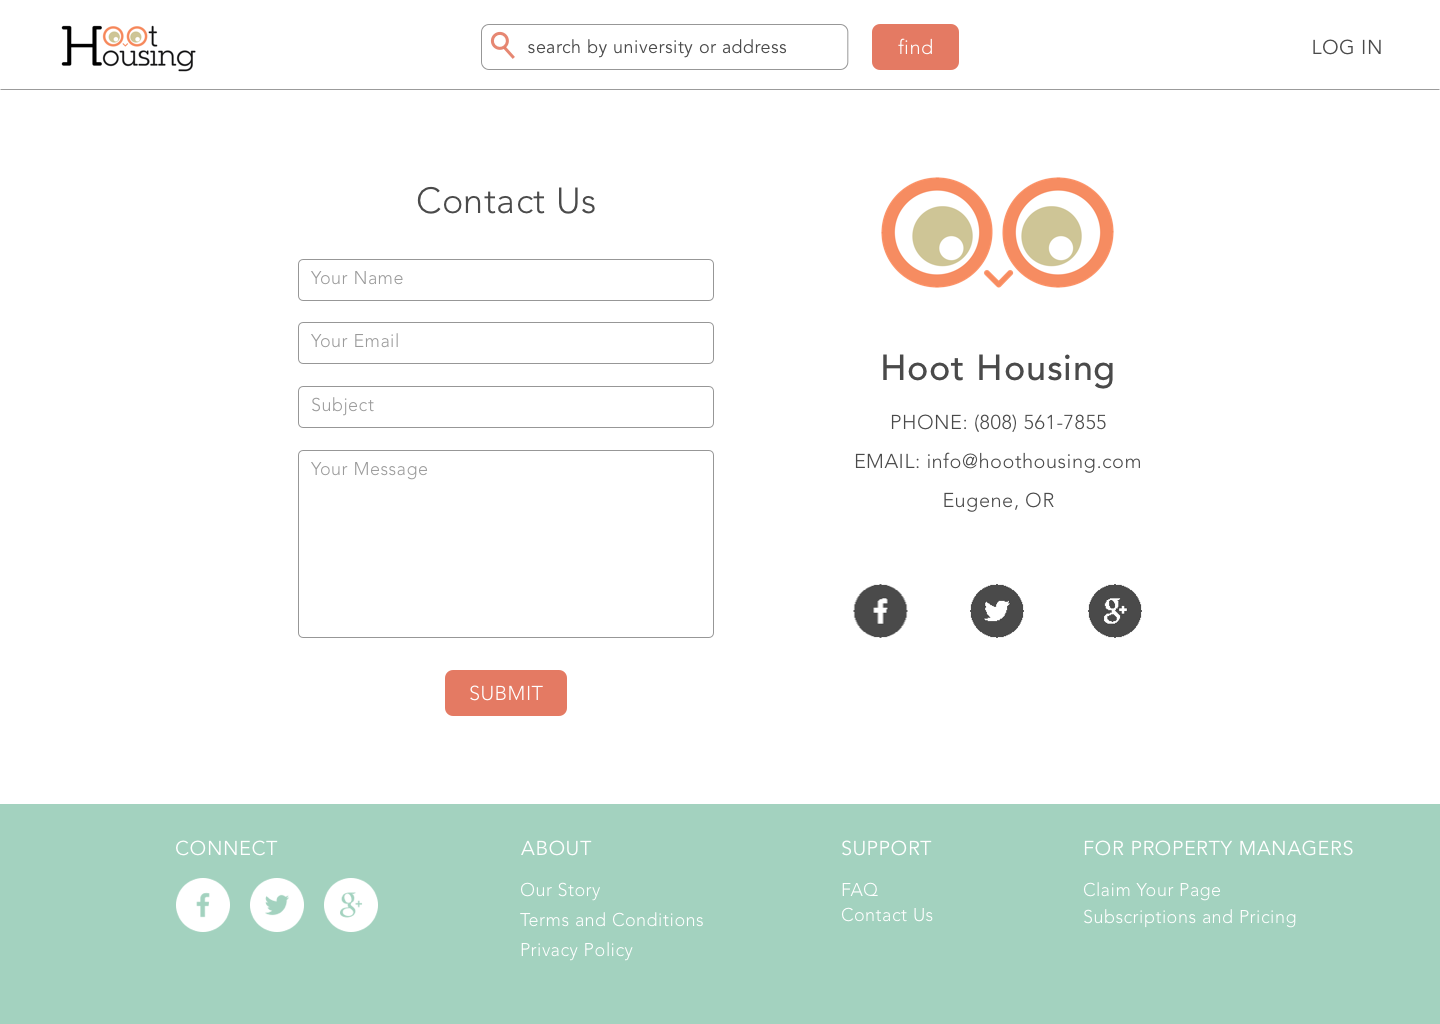 Hoot
Housing
search by university or address
find
LOG IN
Contact Us
Your Name
Your Email
Subject
Your Message
SUBMIT
Hoot Housing
PHONE: (808) 561-7855
EMAIL: info@hoothousing.com
Eugene, OR
CONNECT
ABOUT
Our Story
Terms and Conditions
Privacy Policy
SUPPORT
FAQ
Contact Us
FOR PROPERTY MANAGERS
Claim Your Page
Subscriptions and Pricing